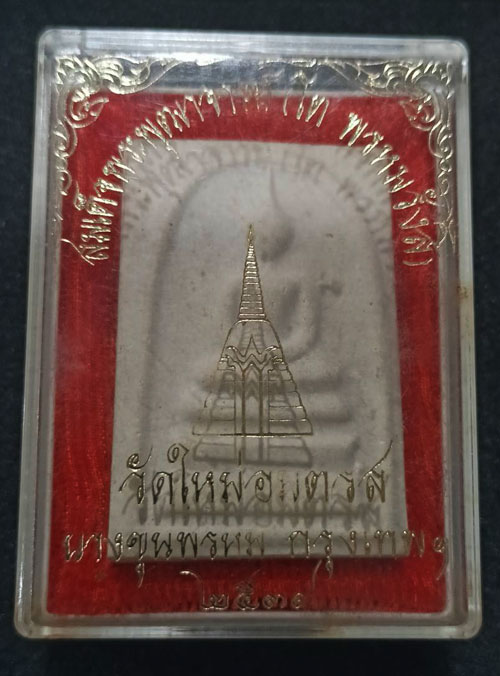 สมเด็จพระพุฒาจารย์ (โต พรหมรังสี)
วัดใหม่อมตรส
บางขุนพรหม กรุงเทพฯ
๒๕๓๑